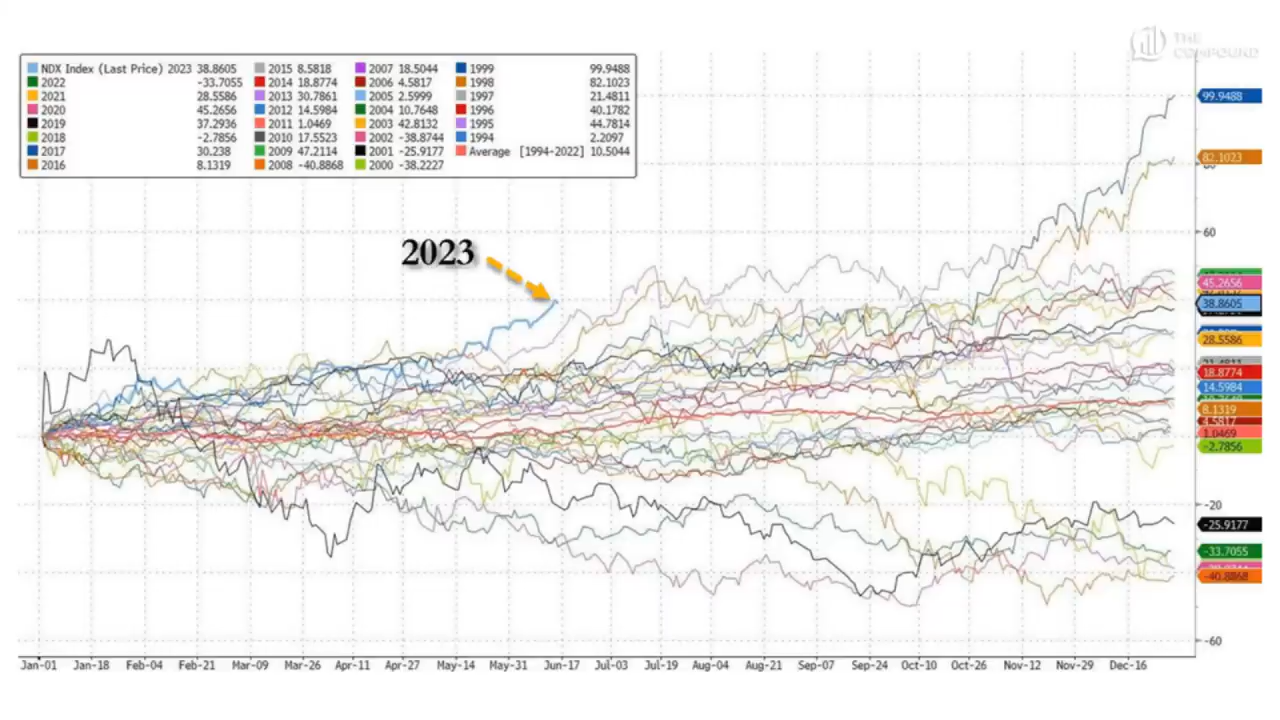 THE
COMPOUND
NDX Index (Last Price) 2023 38.8605 2015 8.5818 2007 18.5044 1999 99.9488
2022 -33.7055 2014 18.8774 2006 4.5817 1998 82.1023
2021 28.5586 2013 30.7861 2005 2.5999 1997 21.4811
2020 45.2656 2012 14.5984 2004 10.7648 1996 40.1782
2019 37.2936 2011 1.0469 2003 42.8132 1995 44.7814
2018 -2.7856 2010 17.5523 2002 -38.8744 1994 2.2097
2017 30.238 2009 47.2114 2001 -25.9177 Average [1994-2022] 10.5044
2016 8.1319 2008 -40.8868 2000 -38.2227
2023
99.9488
82.1023
60
45.2656
38.8605
28.5586
21.4811
18.8774
14.5984
8.1319
4.5817
1.0469
-2.7856
-20
-25.9177
-33.7055
-40.8868
-60
Jan-01 Jan-18 Feb-04 Feb-21 Mar-09 Mar-26 Apr-11 Apr-27 May-14 May-31 Jun-17 Jul-03 Jul-19 Aug-04 Aug-21 Sep-07 Sep-24 Oct-10 Oct-26 Nov-12 Nov-29 Dec-16